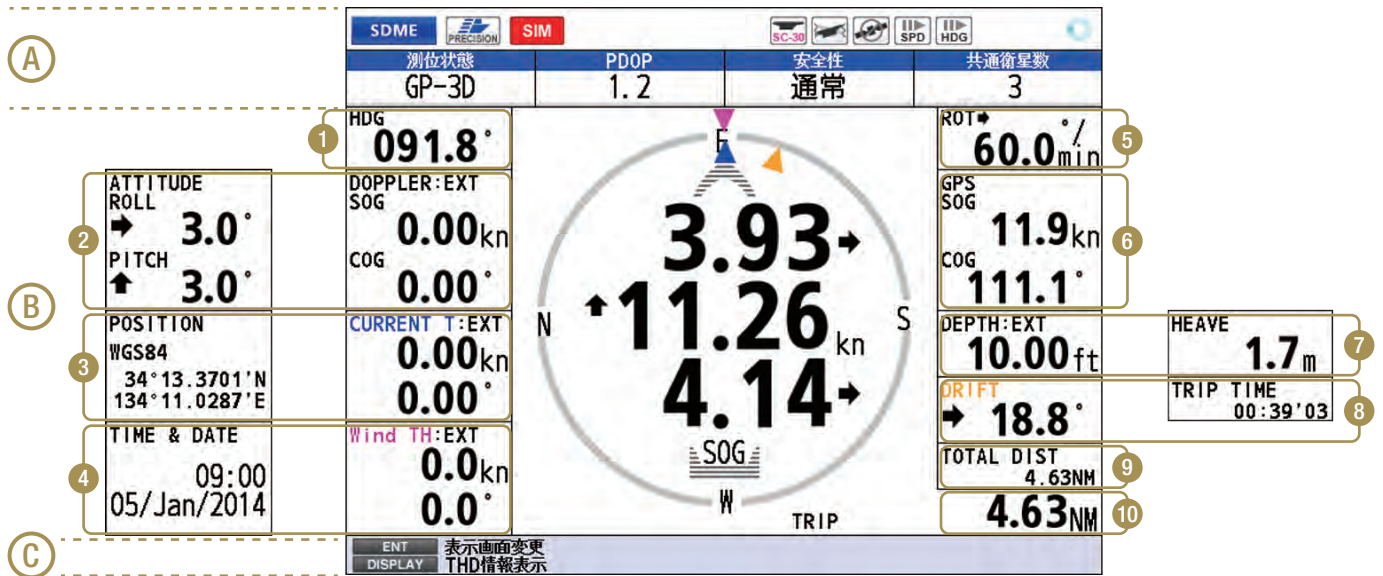 A
SDME PRECISION SIM SC-30 SPD HDG
測位状態 PDOP 安全性 共通衛星数
GP-3D 1.2 通常 3
1
HDG
091.8°
ROT
60.0°/min
5
2
ATTITUDE
ROLL
3.0°
PITCH
3.0°
DOPPLER:EXT
SOG
0.00kn
COG
0.00°
GPS
SOG
11.9kn
COG
111.1°
6
B
3
POSITION
WGS84
34°13.3701'N
134°11.0287'E
CURRENT T:EXT
0.00kn
0.00°
E
N
S
W
3.93
11.26kn
4.14
SOG
DEPTH:EXT
10.00ft
HEAVE
1.7m
7
DRIFT
18.8°
TRIP TIME
00:39'03
8
4
TIME & DATE
09:00
05/Jan/2014
Wind TH:EXT
0.0kn
0.0°
TOTAL DIST
4.63NM
9
TRIP
4.63NM
10
C
ENT 表示画面変更
DISPLAY THD情報表示